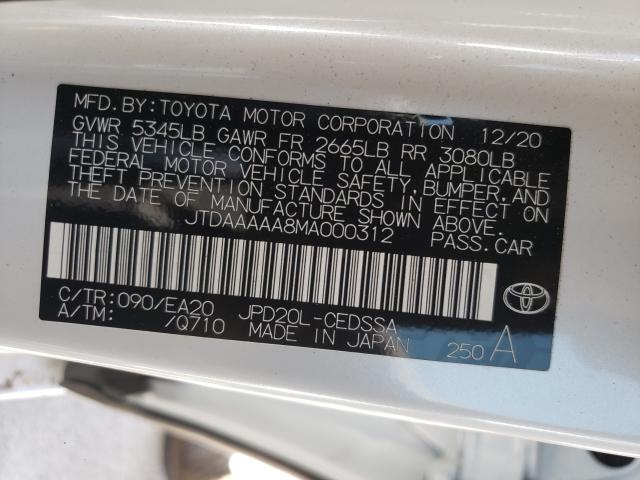 MFD.BY:TOYOTA MOTOR CORPORATION 12/20
GVWR 5345LB GAWR FR 2665LB RR 3080LB
THIS VEHICLE CONFORMS TO ALL APPLICABLE
FEDERAL MOTOR VEHICLE SAFETY,BUMPER,AND
THEFT PREVENTION STANDARDS IN EFFECT ON
THE DATE OF MANUFACTURE SHOWN ABOVE.
JTDAAAAA8MA000312 PASS.CAR
C/TR:090/EA20 JPD20L-CEDSSA
A/TM: /Q710 MADE IN JAPAN 250 A